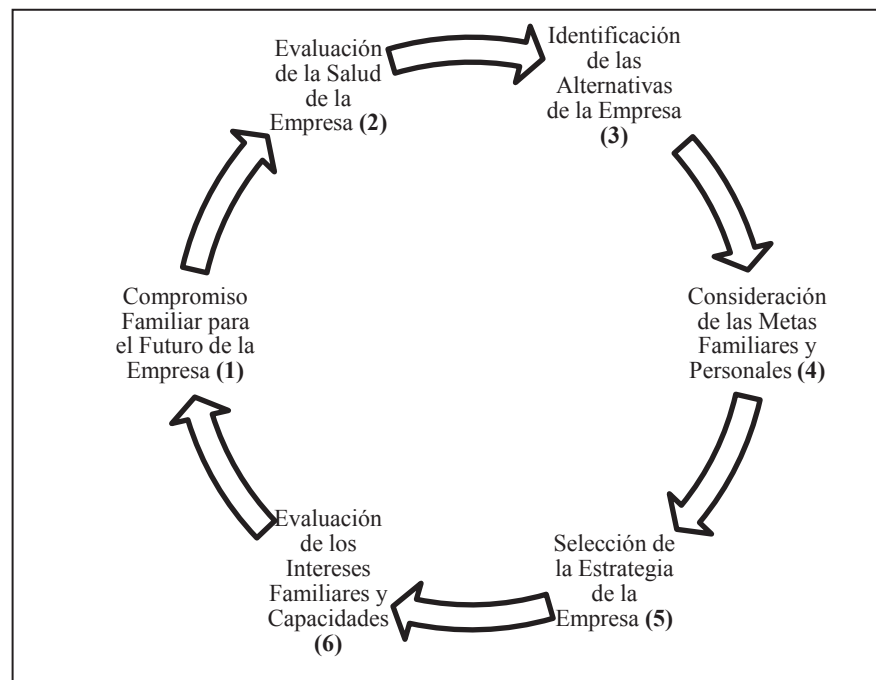 Compromiso
Familiar para
el Futuro de la
Empresa (1)
Evaluación
de la Salud
de la
Empresa (2)
Identificación
de las
Alternativas
de la Empresa
(3)
Consideración
de las Metas
Familiares y
Personales (4)
Selección de
la Estrategia
de la
Empresa (5)
Evaluación
de los
Intereses
Familiares y
Capacidades
(6)